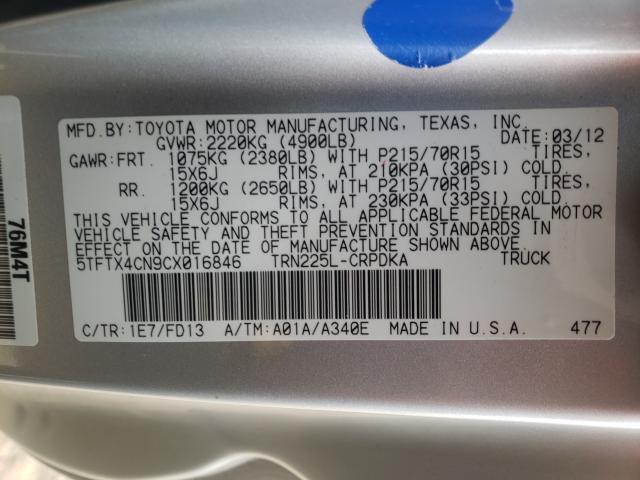 MFD.BY:TOYOTA MOTOR MANUFACTURING, TEXAS, INC.
GVWR:2220KG (4900LB) DATE:03/12
GAWR:FRT. 1075KG (2380LB) WITH P215/70R15 TIRES,
15X6J RIMS, AT 210KPA (30PSI) COLD.
RR. 1200KG (2650LB) WITH P215/70R15 TIRES,
15X6J RIMS, AT 230KPA (33PSI) COLD.
THIS VEHICLE CONFORMS TO ALL APPLICABLE FEDERAL MOTOR
VEHICLE SAFETY AND THEFT PREVENTION STANDARDS IN
EFFECT ON THE DATE OF MANUFACTURE SHOWN ABOVE.
5TFTX4CN9CX016846 TRN225L-CRPDKA TRUCK
C/TR:1E7/FD13 A/TM:A01A/A340E MADE IN U.S.A. 477
76M4T